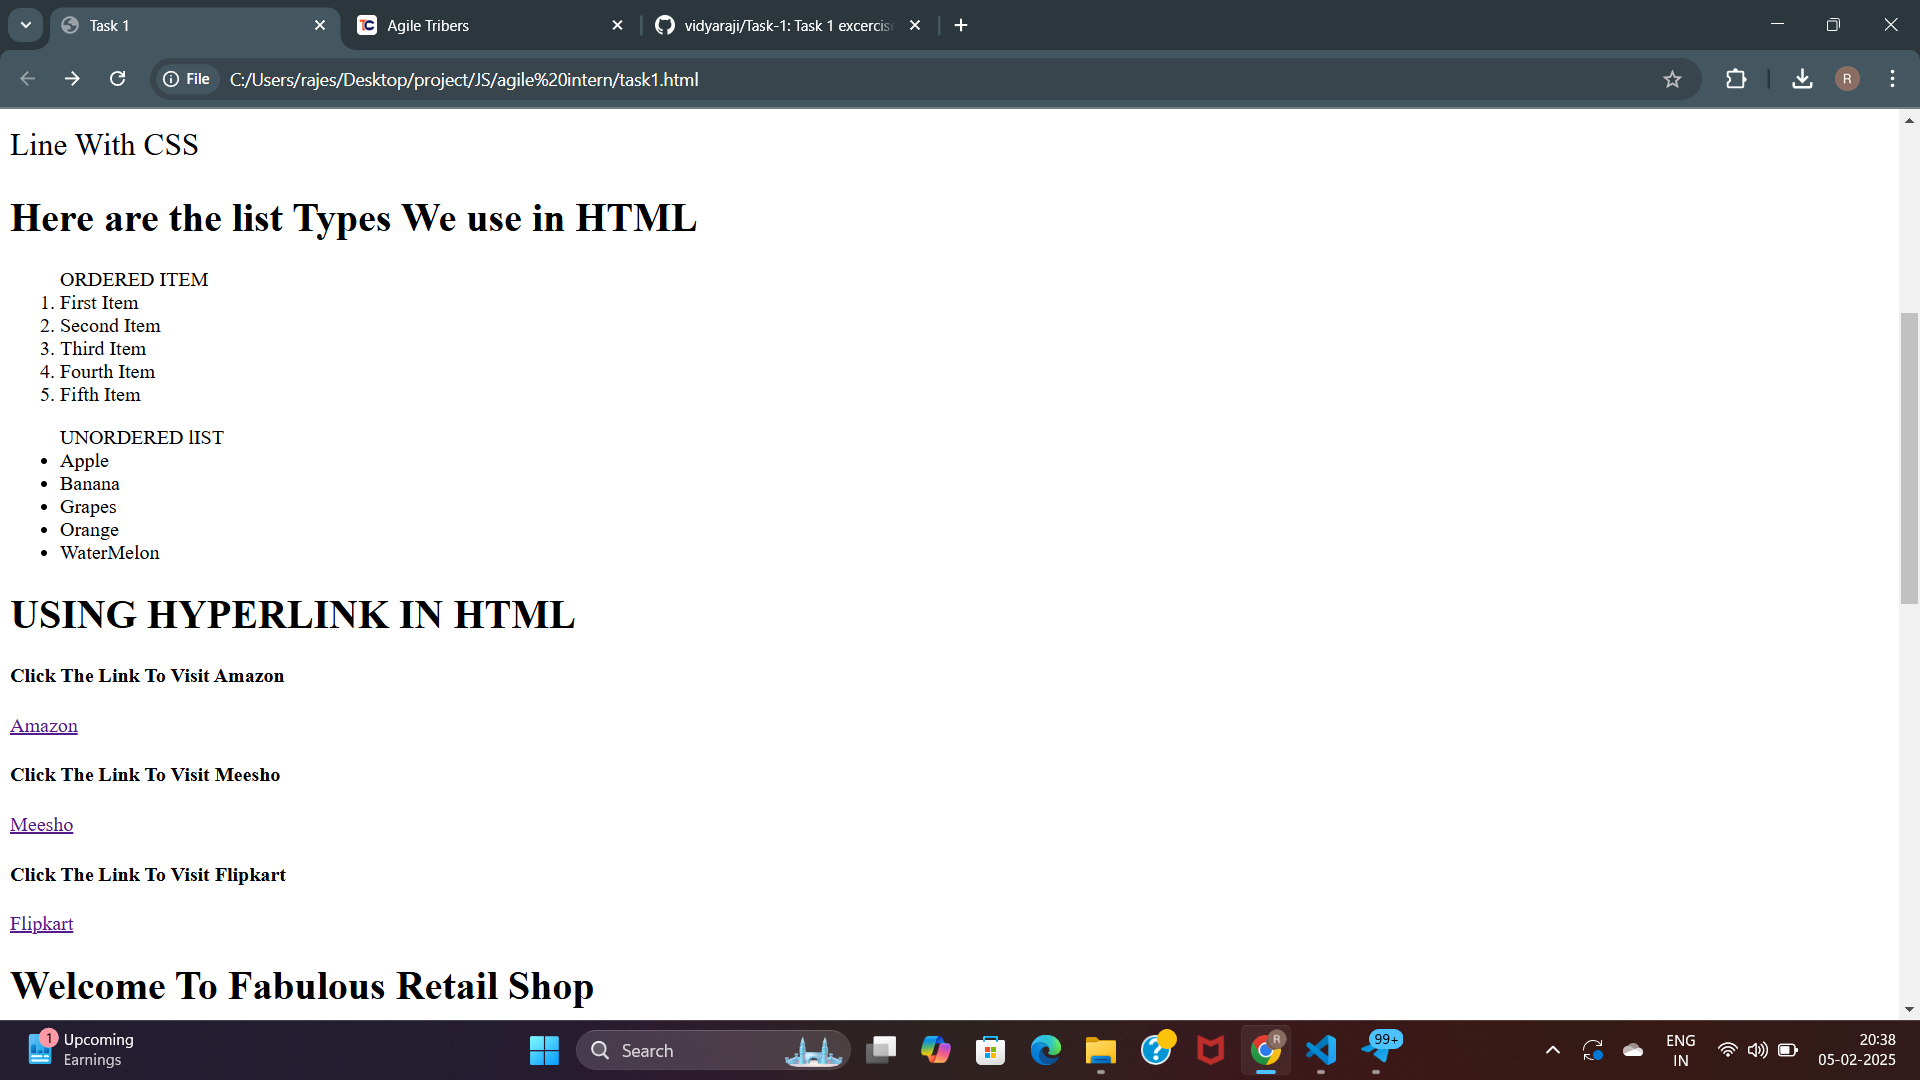 Task 1
Agile Tribers
vidyaraji/Task-1: Task 1 excercis
File
C:/Users/rajes/Desktop/project/JS/agile%20intern/task1.html
R
Line With CSS
Here are the list Types We use in HTML
ORDERED ITEM
1. First Item
2. Second Item
3. Third Item
4. Fourth Item
5. Fifth Item
UNORDERED lIST
• Apple
• Banana
• Grapes
• Orange
• WaterMelon
USING HYPERLINK IN HTML
Click The Link To Visit Amazon
Amazon
Click The Link To Visit Meesho
Meesho
Click The Link To Visit Flipkart
Flipkart
Welcome To Fabulous Retail Shop
1
Upcoming
Earnings
Search
R
99+
ENG
IN
20:38
05-02-2025